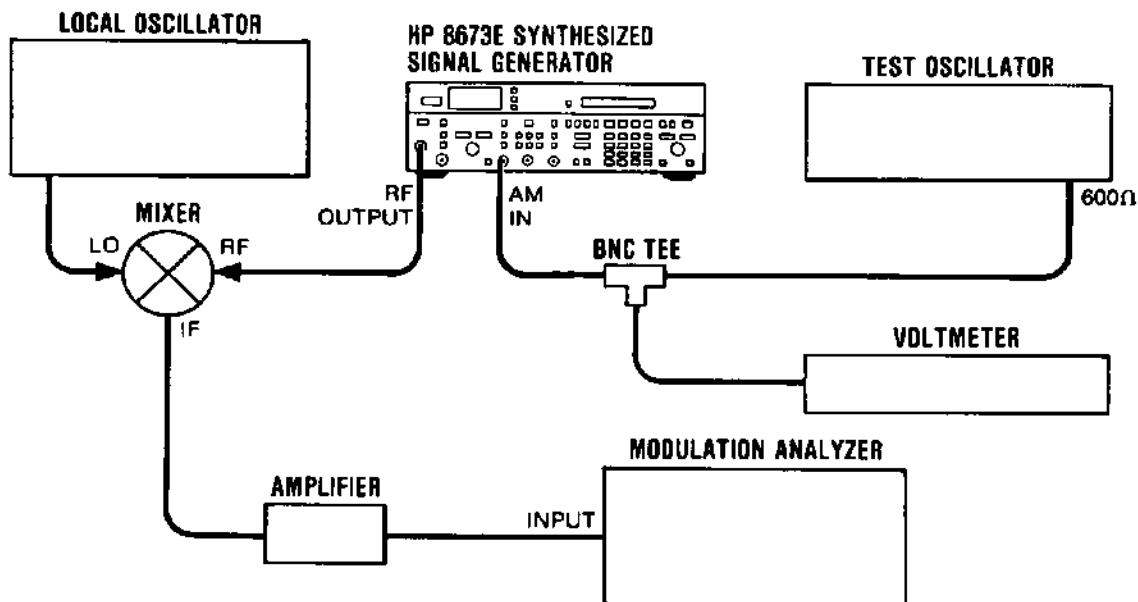 LOCAL OSCILLATOR
HP 8673E SYNTHESIZED
SIGNAL GENERATOR
TEST OSCILLATOR
RF
OUTPUT
AM
IN
600Ω
MIXER
LO
RF
IF
BNC TEE
VOLTMETER
MODULATION ANALYZER
AMPLIFIER
INPUT